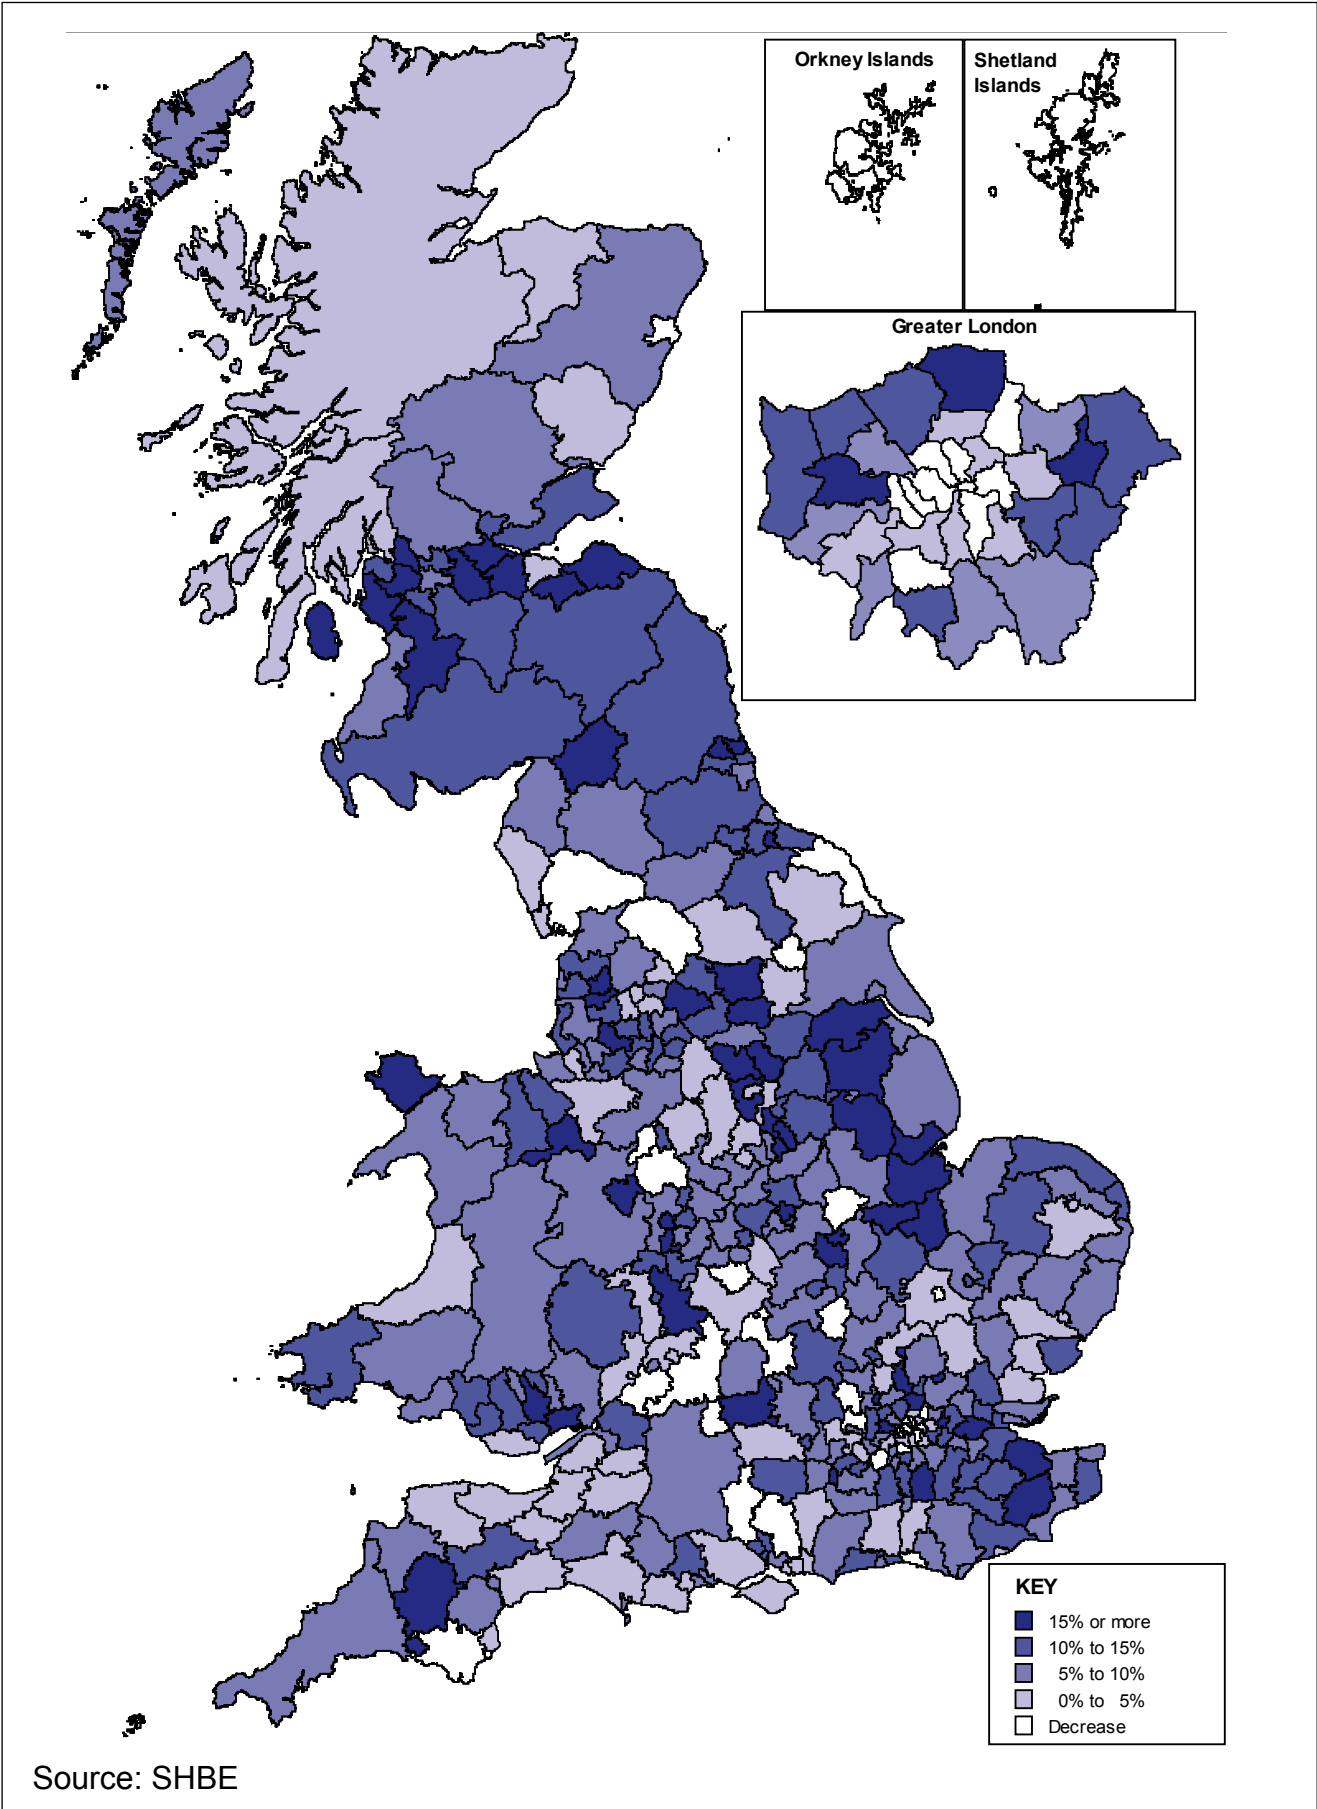 Orkney Islands
Shetland
Islands
Greater London
KEY
15% or more
10% to 15%
5% to 10%
0% to 5%
Decrease
Source: SHBE